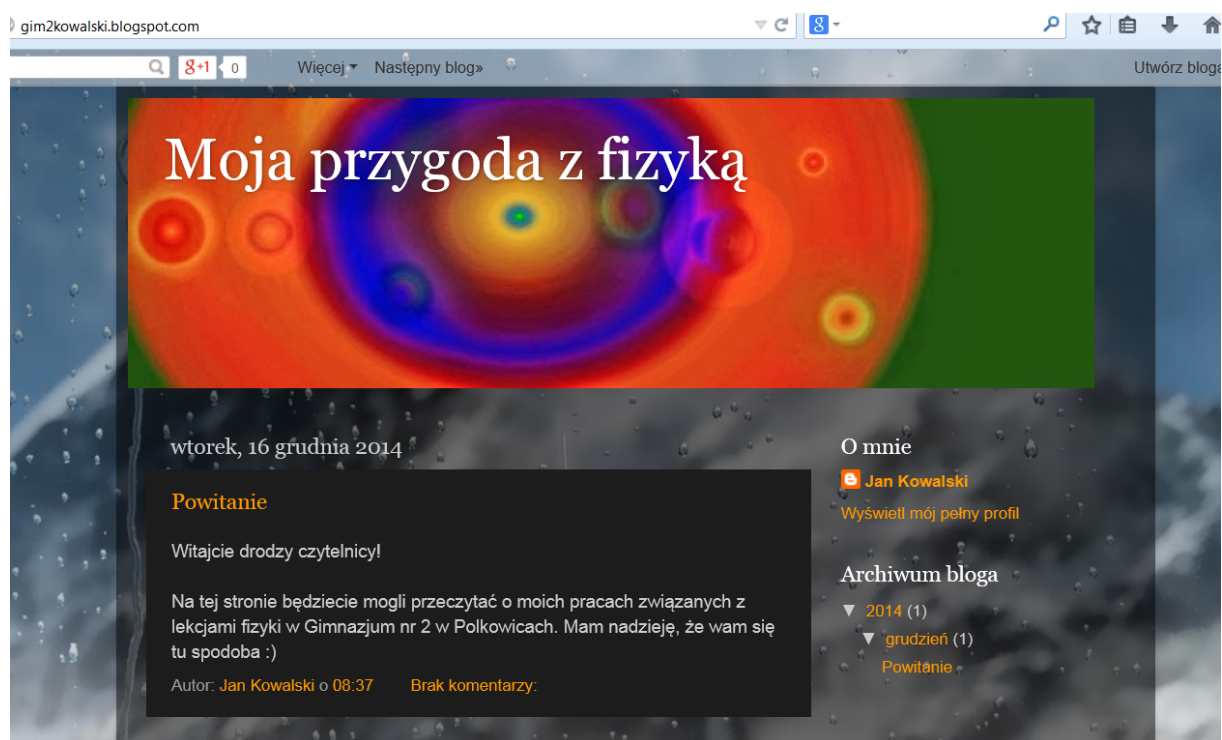 gim2kowalski.blogspot.com
8
g+1 0 Więcej Następny blog» Utwórz bloga
Moja przygoda z fizyką
wtorek, 16 grudnia 2014
Powitanie
Witajcie drodzy czytelnicy!
Na tej stronie będziecie mogli przeczytać o moich pracach związanych z
lekcjami fizyki w Gimnazjum nr 2 w Polkowicach. Mam nadzieję, że wam się
tu spodoba :)
Autor: Jan Kowalski o 08:37 Brak komentarzy:
O mnie
Jan Kowalski
Wyświetl mój pełny profil
Archiwum bloga
▼ 2014 (1)
▼ grudzień (1)
Powitanie